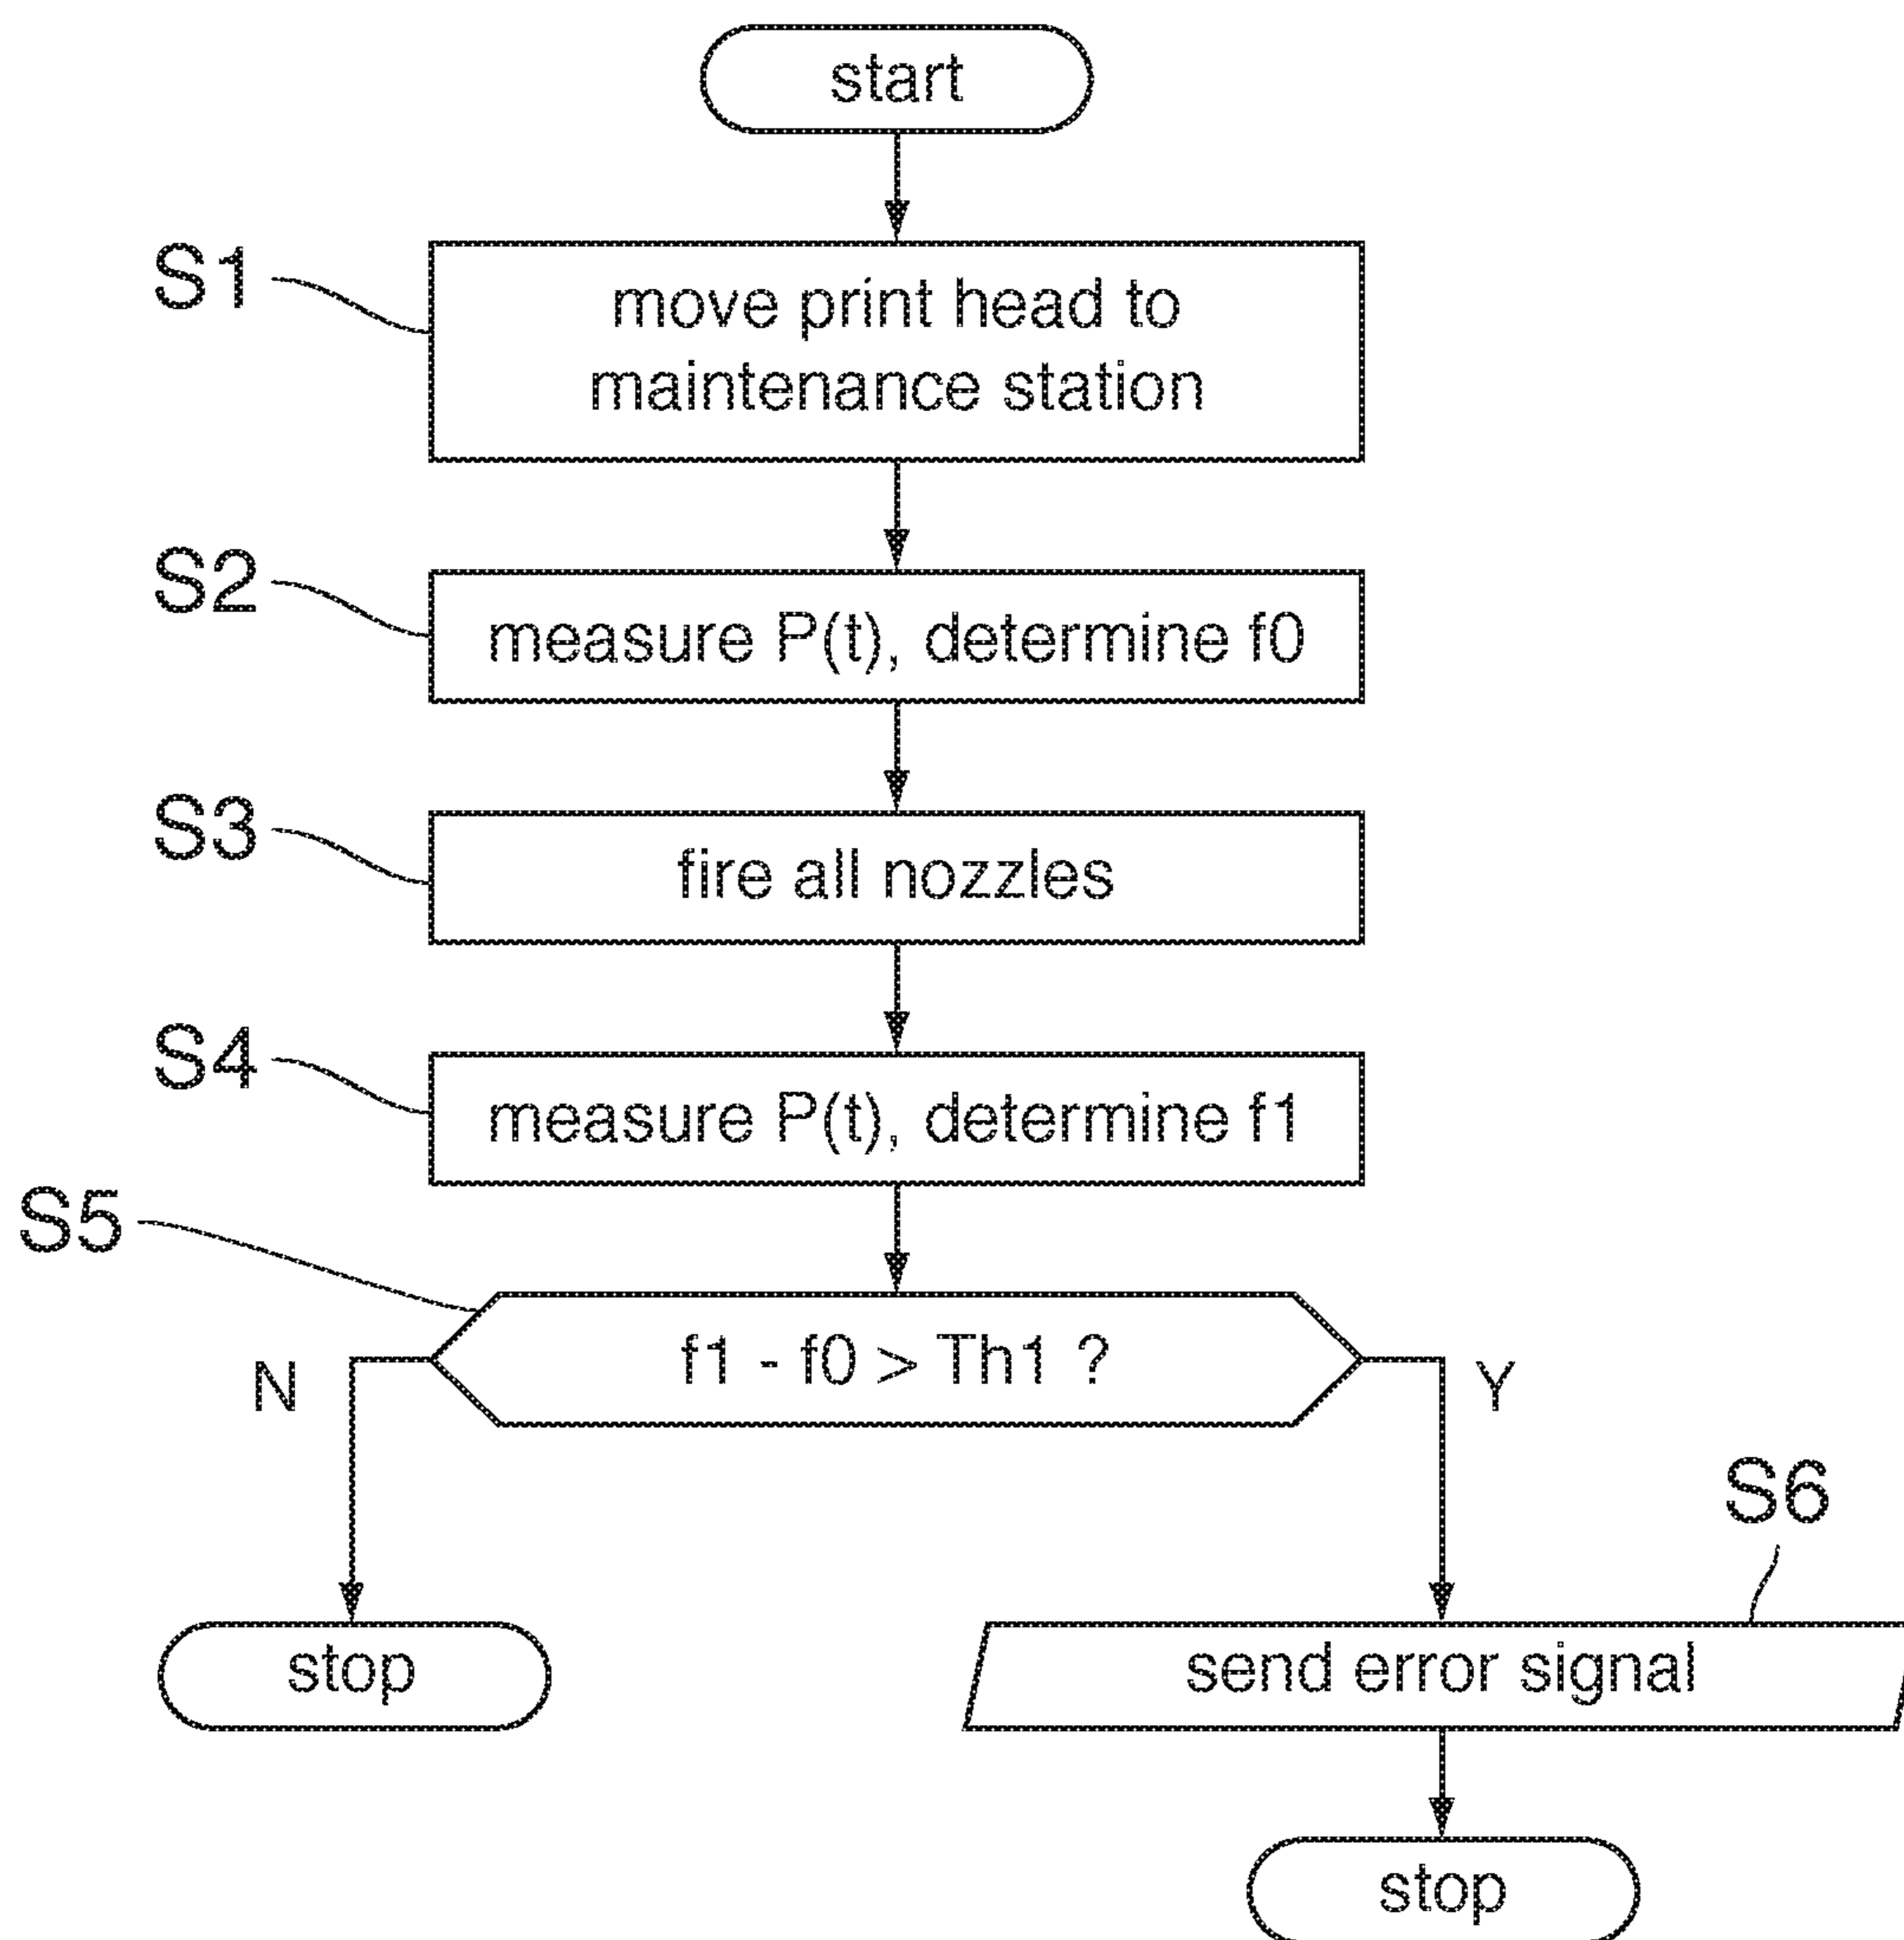 start
S1
move print head to
maintenance station
S2
measure P(t), determine f0
S3
fire all nozzles
S4
measure P(t), determine f1
S5
f1 - f0 > Th1 ?
N
Y
S6
stop
send error signal
stop